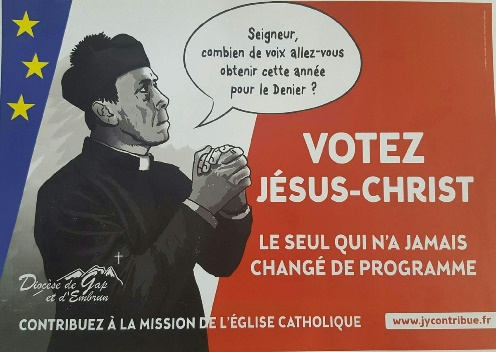 Seigneur,
combien de voix allez-vous
obtenir cette année
pour le Denier ?
VOTEZ
JÉSUS-CHRIST
LE SEUL QUI N'A JAMAIS
CHANGÉ DE PROGRAMME
Diocèse de Gap
et d'Embrun
CONTRIBUEZ À LA MISSION DE L'ÉGLISE CATHOLIQUE
www.jycontribue.fr